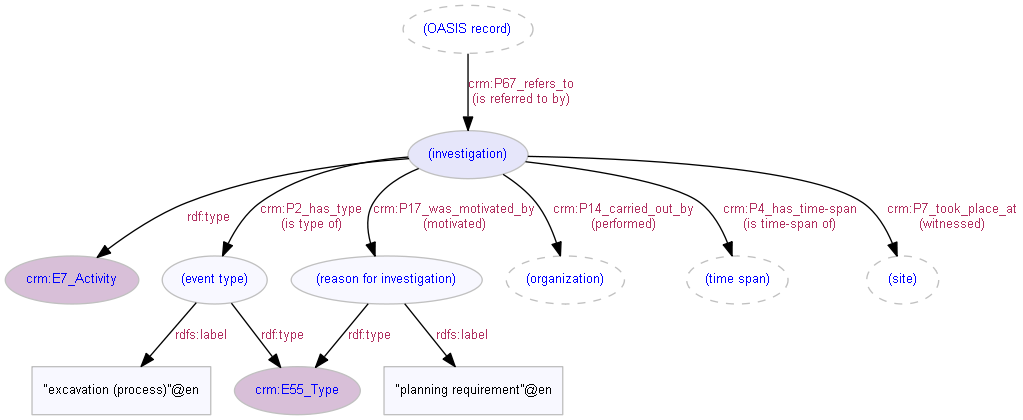 (OASIS record)
crm:P67_refers_to
(is referred to by)
(investigation)
rdf:type
crm:P2_has_type
(is type of)
crm:P17_was_motivated_by
(motivated)
crm:P14_carried_out_by
(performed)
crm:P4_has_time-span
(is time-span of)
crm:P7_took_place_at
(witnessed)
crm:E7_Activity
(event type)
(reason for investigation)
(organization)
(time span)
(site)
rdfs:label
rdf:type
rdf:type
rdfs:label
"excavation (process)"@en
crm:E55_Type
"planning requirement"@en